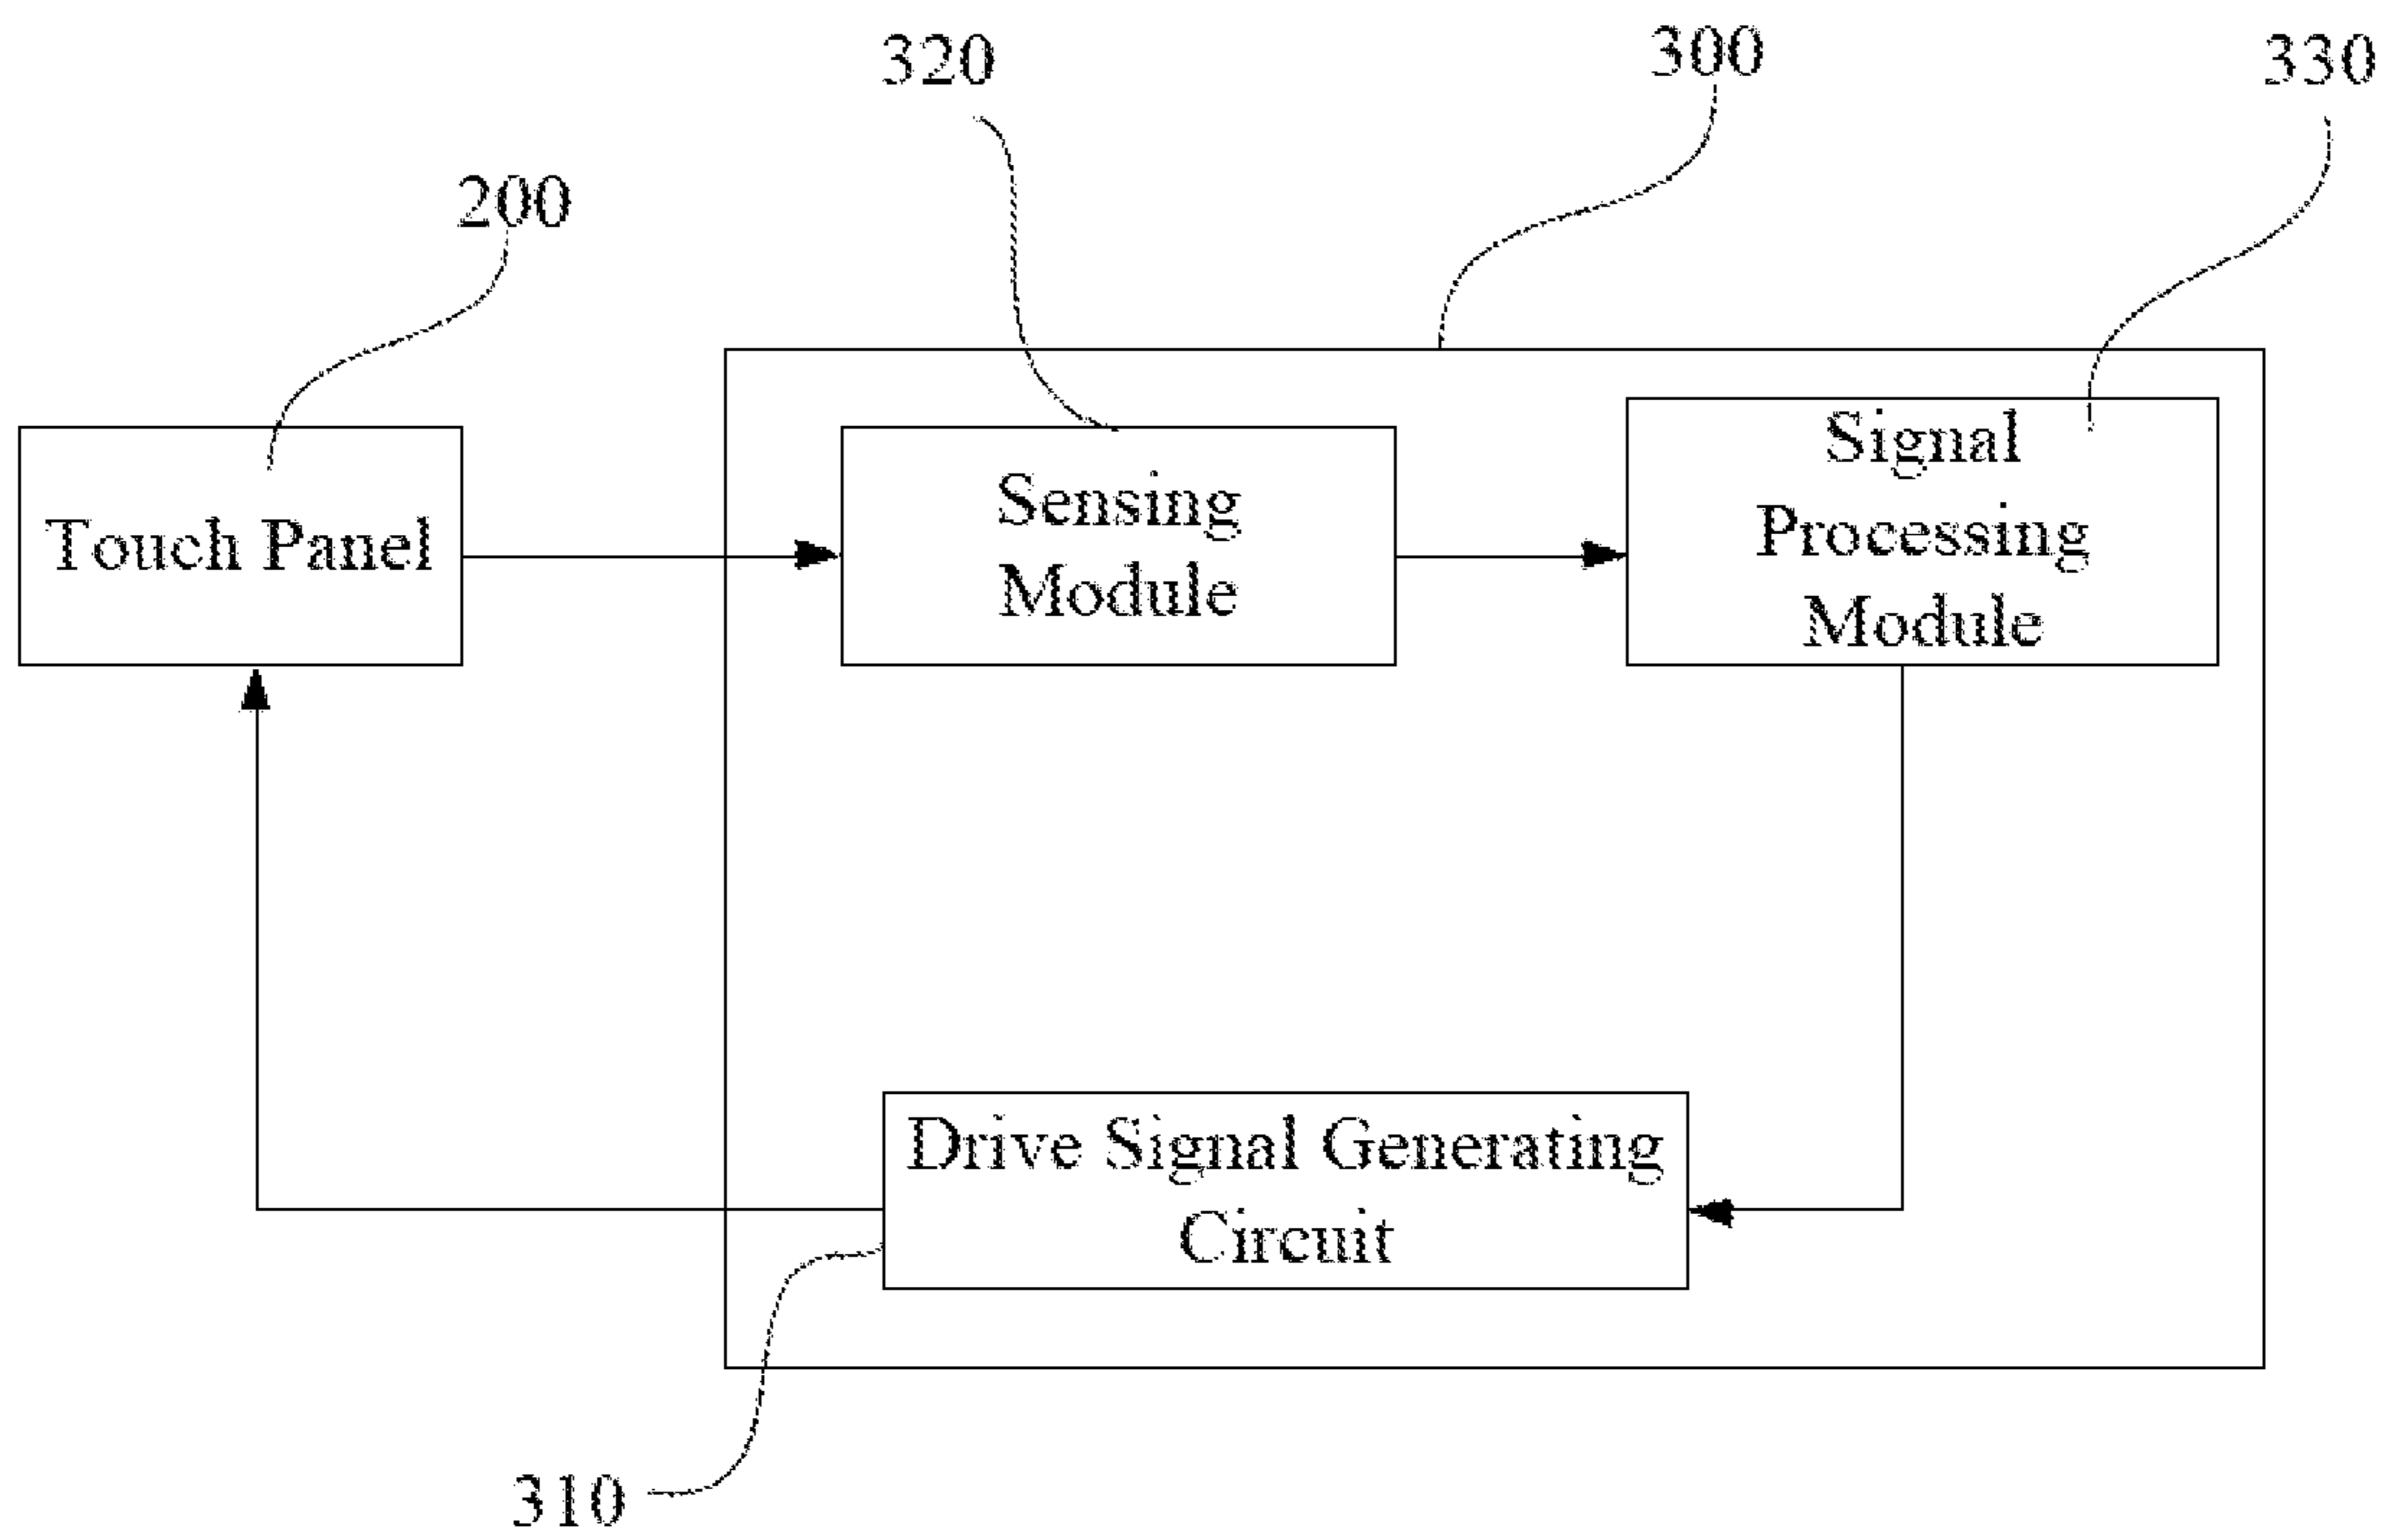 320
300
330
200
Touch Panel
Sensing
Module
Signal
Processing
Module
Drive Signal Generating
Circuit
310